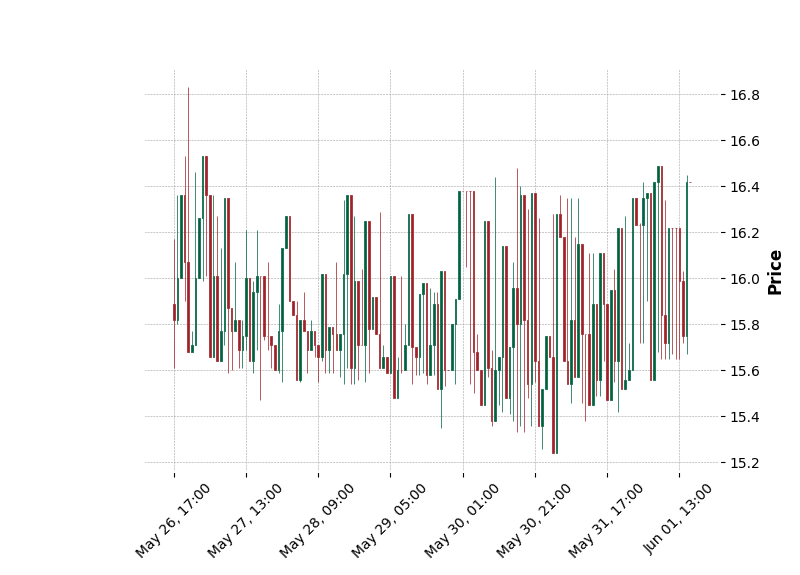 16.8
16.6
16.4
16.2
16.0
15.8
15.6
15.4
15.2
Price
May 26, 17:00
May 27, 13:00
May 28, 09:00
May 29, 05:00
May 30, 01:00
May 30, 21:00
May 31, 17:00
Jun 01, 13:00